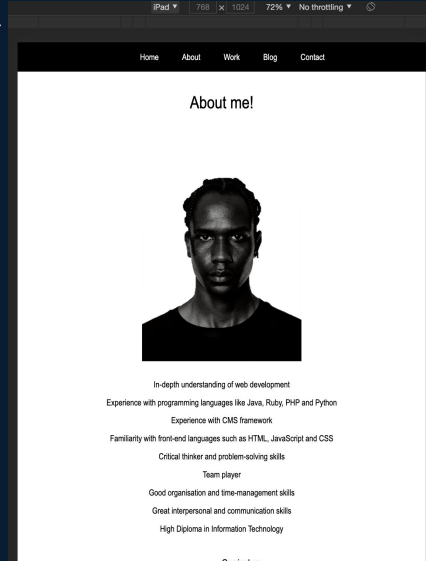 iPad ▼ 768 × 1024 72% ▼ No throttling ▼
Home About Work Blog Contact
About me!
In-depth understanding of web development
Experience with programming languages like Java, Ruby, PHP and Python
Experience with CMS framework
Familiarity with front-end languages such as HTML, JavaScript and CSS
Critical thinker and problem-solving skills
Team player
Good organisation and time-management skills
Great interpersonal and communication skills
High Diploma in Information Technology